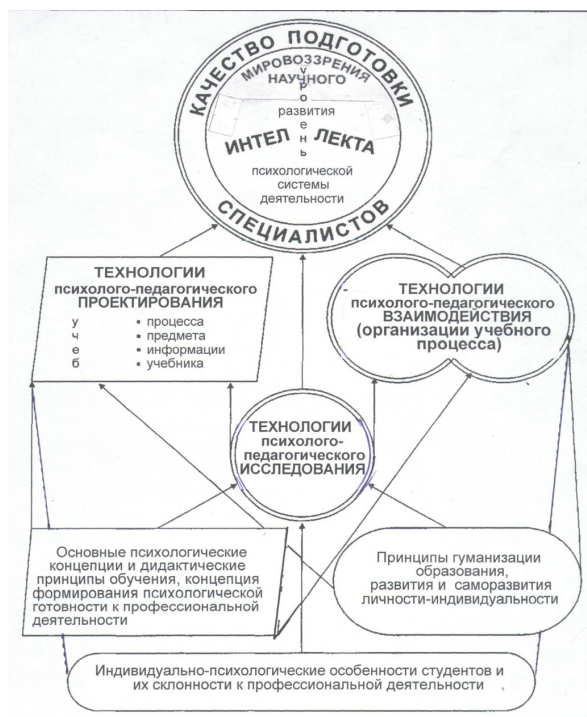 КАЧЕСТВО ПОДГОТОВКИ
МИРОВОЗЗРЕНИЯ
НАУЧНОГО
уровень
развития
ИНТЕЛ ЛЕКТА
психологической
системы
деятельности
СПЕЦИАЛИСТОВ
ТЕХНОЛОГИИ
психолого-педагогического
ПРОЕКТИРОВАНИЯ
у • процесса
ч • предмета
е • информации
б • учебника
ТЕХНОЛОГИИ
психолого-педагогического
ВЗАИМОДЕЙСТВИЯ
(организации учебного
процесса)
ТЕХНОЛОГИИ
психолого-
педагогического
ИССЛЕДОВАНИЯ
Основные психологические
концепции и дидактические
принципы обучения, концепция
формирования психологической
готовности к профессиональной
деятельности
Принципы гуманизации
образования,
развития и саморазвития
личности-индивидуальности
Индивидуально-психологические особенности студентов и
их склонности к профессиональной деятельности